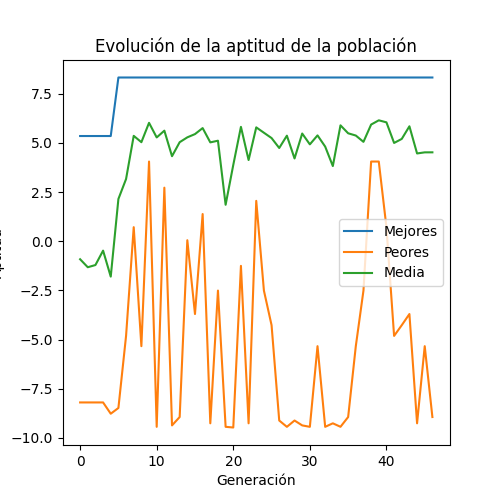 Evolución de la aptitud de la población
7.5
5.0
2.5
0.0
−2.5
−5.0
−7.5
−10.0
Mejores
Peores
Media
0
10
20
30
40
Generación